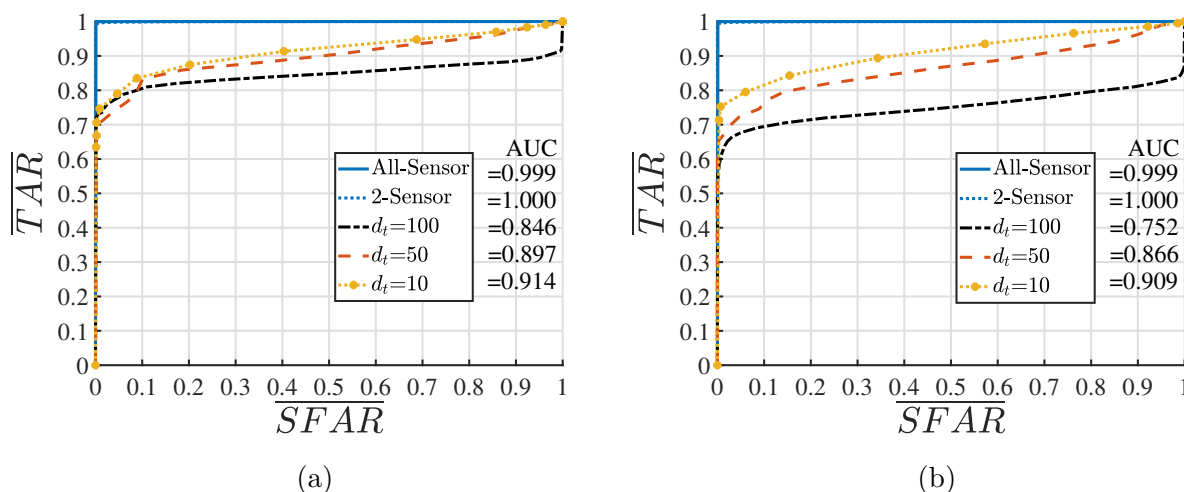 1
0.9
0.8
0.7
0.6
0.5
0.4
0.3
0.2
0.1
0
TAR
AUC
All-Sensor =0.999
2-Sensor =1.000
d_t=100 =0.846
d_t=50 =0.897
d_t=10 =0.914
0 0.1 0.2 0.3 0.4 0.5 0.6 0.7 0.8 0.9 1
SFAR
(a)
1
0.9
0.8
0.7
0.6
0.5
0.4
0.3
0.2
0.1
0
TAR
AUC
All-Sensor =0.999
2-Sensor =1.000
d_t=100 =0.752
d_t=50 =0.866
d_t=10 =0.909
0 0.1 0.2 0.3 0.4 0.5 0.6 0.7 0.8 0.9 1
SFAR
(b)